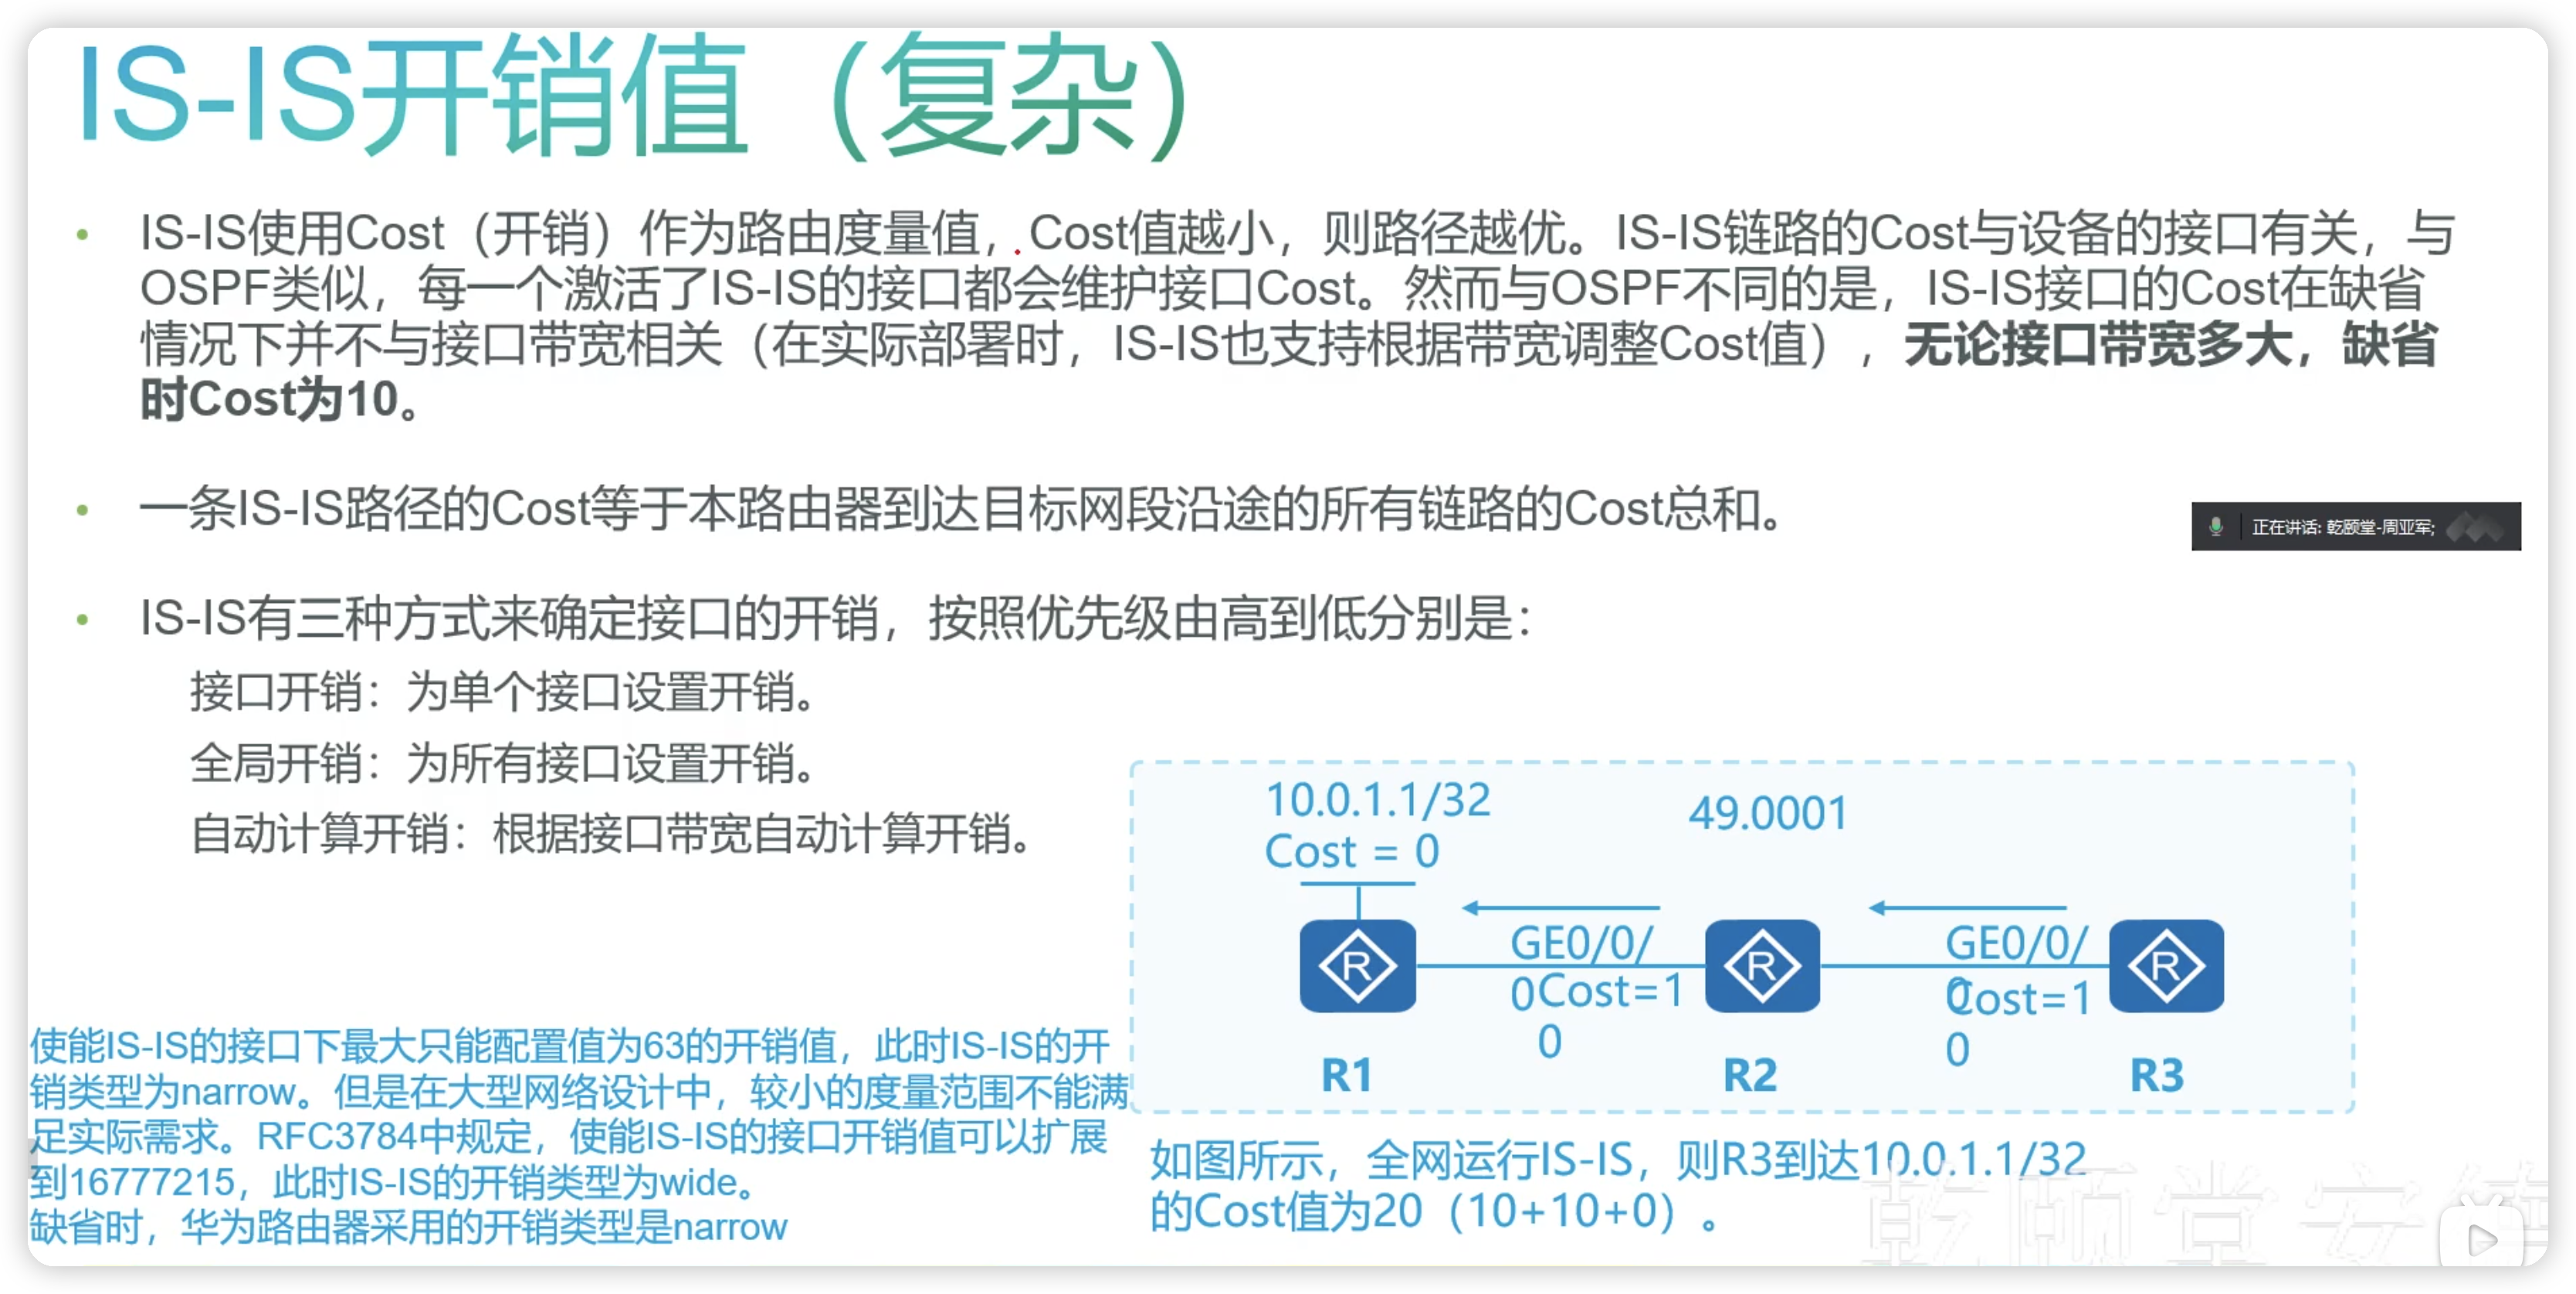 IS-IS开销值（复杂）
• IS-IS使用Cost（开销）作为路由度量值，Cost值越小，则路径越优。IS-IS链路的Cost与设备的接口有关，与
OSPF类似，每一个激活了IS-IS的接口都会维护接口Cost。然而与OSPF不同的是，IS-IS接口的Cost在缺省
情况下并不与接口带宽相关（在实际部署时，IS-IS也支持根据带宽调整Cost值），无论接口带宽多大，缺省
时Cost为10。
• 一条IS-IS路径的Cost等于本路由器到达目标网段沿途的所有链路的Cost总和。
正在讲话: 乾颐堂-周亚军;
• IS-IS有三种方式来确定接口的开销，按照优先级由高到低分别是：
接口开销：为单个接口设置开销。
全局开销：为所有接口设置开销。
自动计算开销：根据接口带宽自动计算开销。
10.0.1.1/32
Cost = 0
49.0001
GE0/0/
0
Cost=1
0
GE0/0/
0
Cost=1
0
R
R
R
R1
R2
R3
使能IS-IS的接口下最大只能配置值为63的开销值，此时IS-IS的开
销类型为narrow。但是在大型网络设计中，较小的度量范围不能满
足实际需求。RFC3784中规定，使能IS-IS的接口开销值可以扩展
到16777215，此时IS-IS的开销类型为wide。
缺省时，华为路由器采用的开销类型是narrow
如图所示，全网运行IS-IS，则R3到达10.0.1.1/32
的Cost值为20（10+10+0）。
乾颐堂安